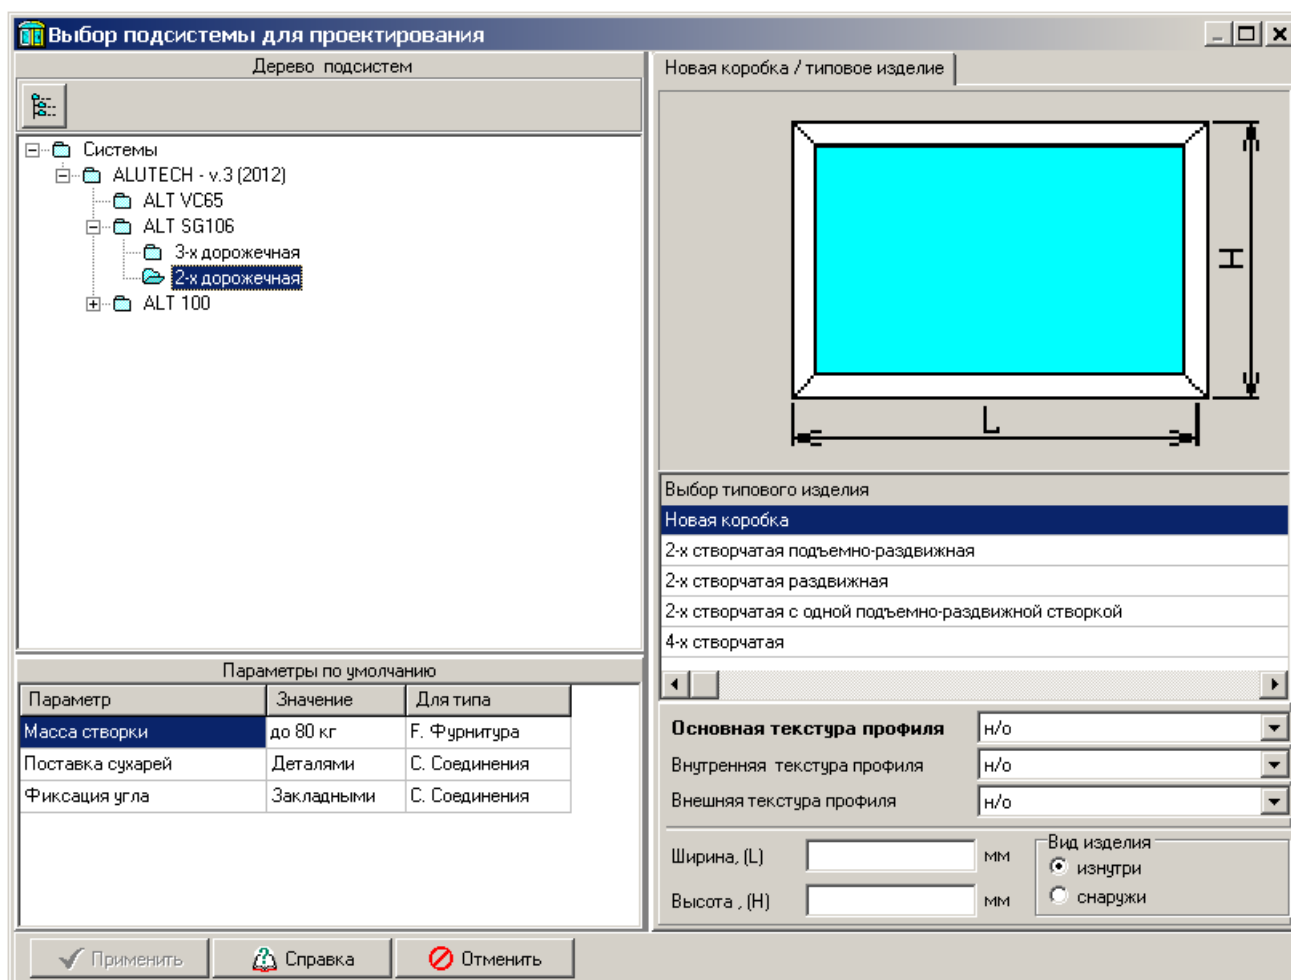 Выбор подсистемы для проектирования
Дерево подсистем
Системы
ALUTECH - v.3 (2012)
ALT VC65
ALT SG106
3-х дорожечная
2-х дорожечная
ALT 100
Параметры по умолчанию
Параметр Значение Для типа
Масса створки до 80 кг F. Фурнитура
Поставка сухарей Деталями С. Соединения
Фиксация угла Закладными С. Соединения
Новая коробка / типовое изделие
H
L
Выбор типового изделия
Новая коробка
2-х створчатая подъемно-раздвижная
2-х створчатая раздвижная
2-х створчатая с одной подъемно-раздвижной створкой
4-х створчатая
Основная текстура профиля н/о
Внутренняя текстура профиля н/о
Внешняя текстура профиля н/о
Ширина, (L) мм
Высота , (H) мм
Вид изделия
изнутри
снаружи
Применить Справка Отменить